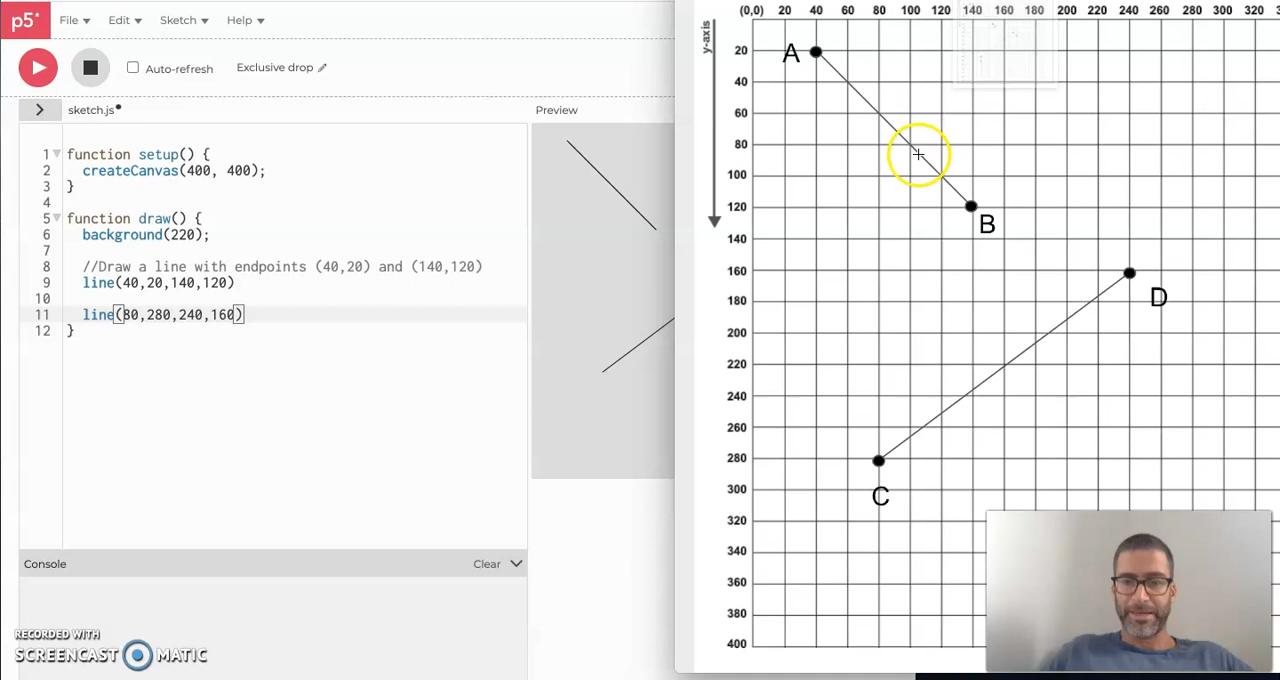 p5*
File
Edit
Sketch
Help
Auto-refresh
Exclusive drop
sketch.js
Preview
1 function setup() {
2 createCanvas(400, 400);
3 }
4
5 function draw() {
6 background(220);
7
8 //Draw a line with endpoints (40,20) and (140,120)
9 line(40,20,140,120)
10
11 line(80,280,240,160)
12 }
Console
Clear
RECORDED WITH
SCREENCAST MATIC
(0,0) 20 40 60 80 100 120 140 160 180 200 220 240 260 280 300 320
y-axis
20
40
60
80
100
120
140
160
180
200
220
240
260
280
300
320
340
360
380
400
A
B
D
C